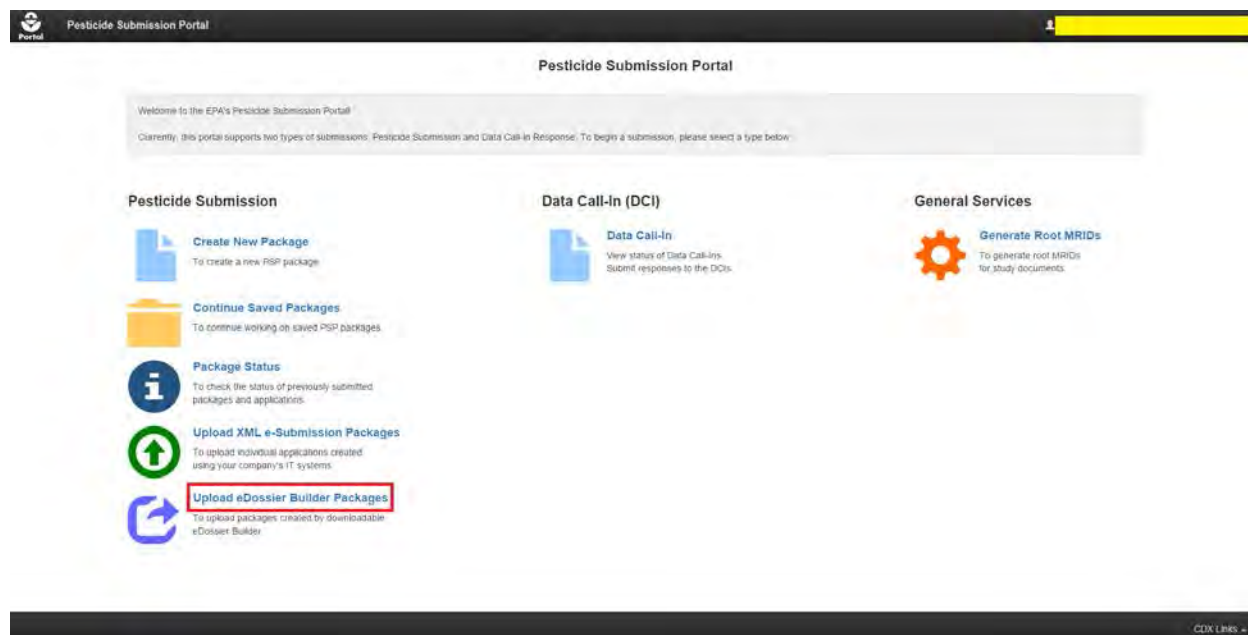 Portal
Pesticide Submission Portal
Pesticide Submission Portal
Welcome to the EPA's Pesticide Submission Portal!
Currently, this portal supports two types of submissions: Pesticide Submission and Data Call-In Response. To begin a submission, please select a type below.
Pesticide Submission
Create New Package
To create a new PSP package.
Continue Saved Packages
To continue working on saved PSP packages.
Package Status
To check the status of previously submitted
packages and applications.
Upload XML e-Submission Packages
To upload individual applications created
using your company's IT systems.
Upload eDossier Builder Packages
To upload packages created by downloadable
eDossier Builder.
Data Call-In (DCI)
Data Call-In
View status of Data Call-Ins.
Submit responses to the DCIs.
General Services
Generate Root MRIDs
To generate root MRIDs
for study documents.
CDX Links